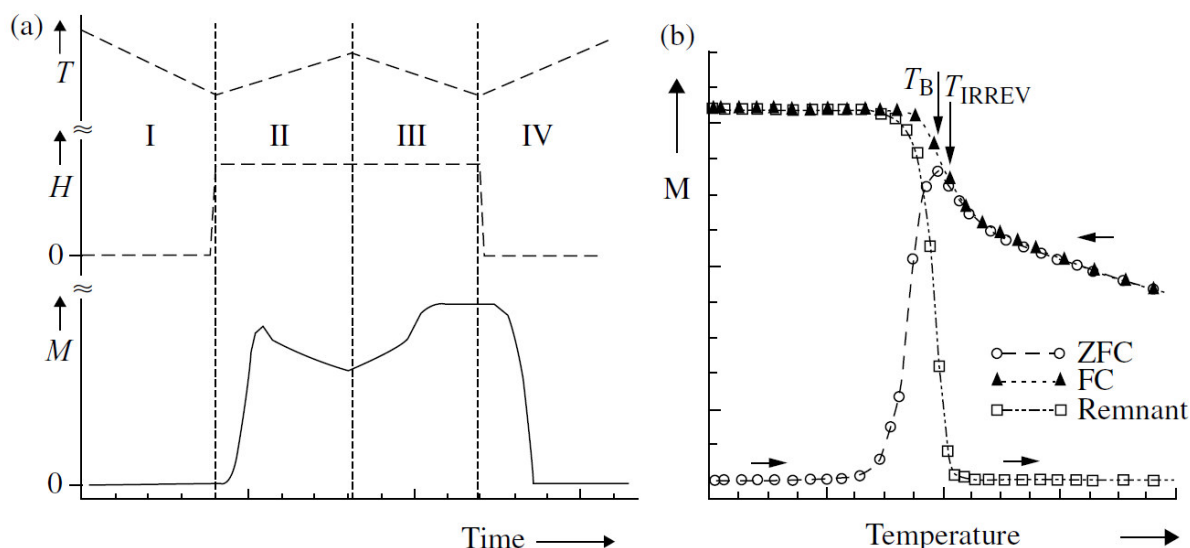 (a)
T
I
II
III
IV
H
0
M
0
Time
(b)
T_B
T_IRREV
M
ZFC
FC
Remnant
Temperature